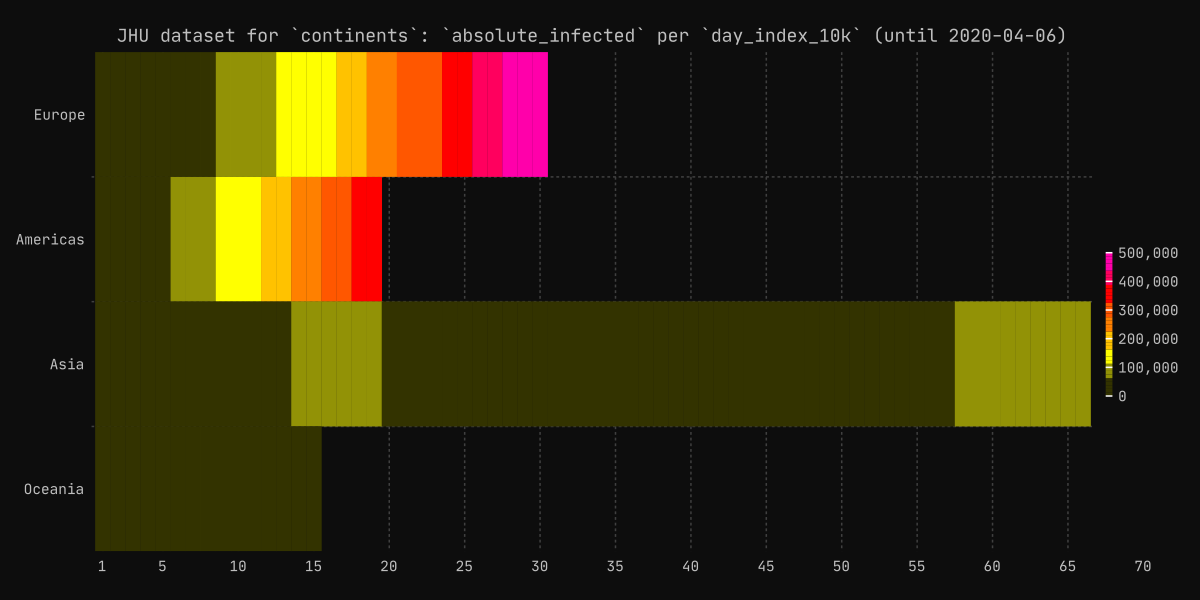 JHU dataset for `continents`: `absolute_infected` per `day_index_10k` (until 2020-04-06)
Europe
Americas
Asia
Oceania
500,000
400,000
300,000
200,000
100,000
0
1 5 10 15 20 25 30 35 40 45 50 55 60 65 70